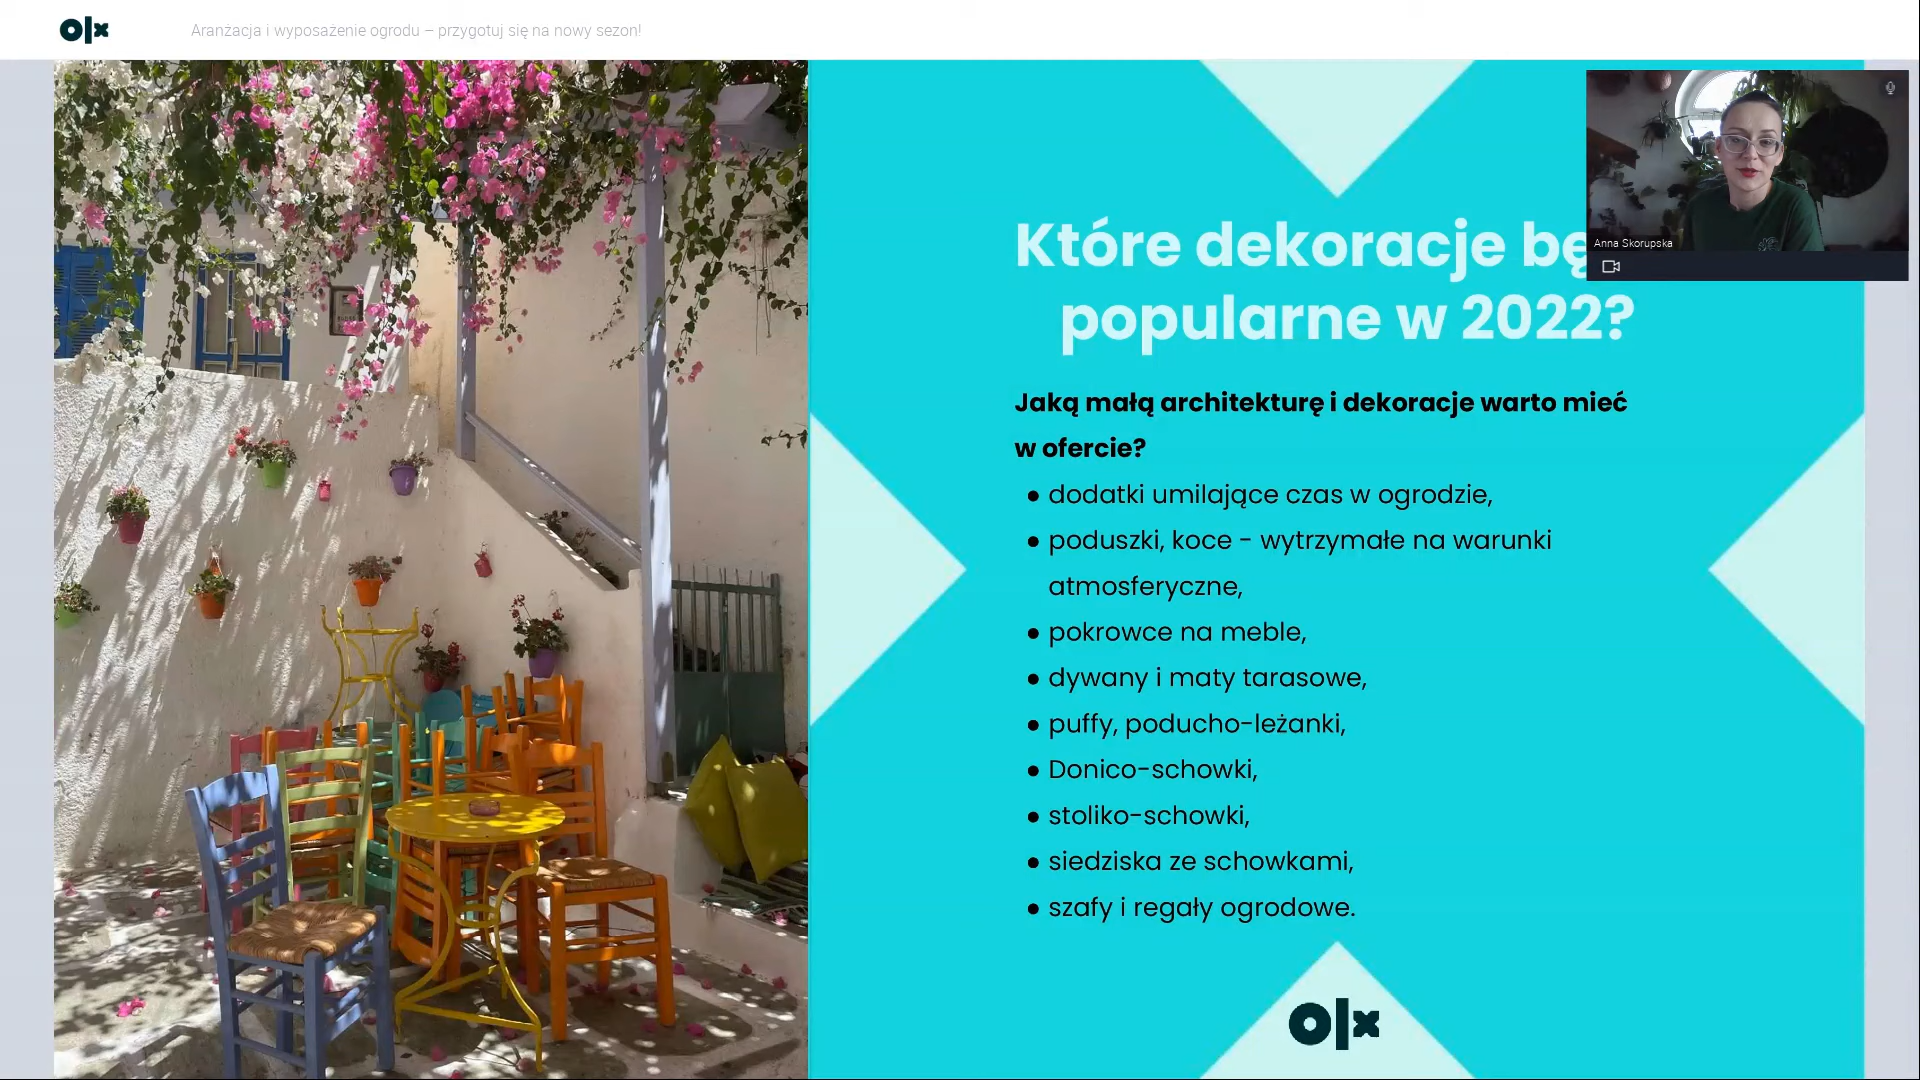 olx
Aranżacja i wyposażenie ogrodu – przygotuj się na nowy sezon!
Anna Skorupska
Które dekoracje
popularne w 2022?
Jaką małą architekturę i dekoracje warto mieć
w ofercie?
● dodatki umilające czas w ogrodzie,
● poduszki, koce - wytrzymałe na warunki
atmosferyczne,
● pokrowce na meble,
● dywany i maty tarasowe,
● puffy, poducho-leżanki,
● Donico-schowki,
● stoliko-schowki,
● siedziska ze schowkami,
● szafy i regały ogrodowe.
olx